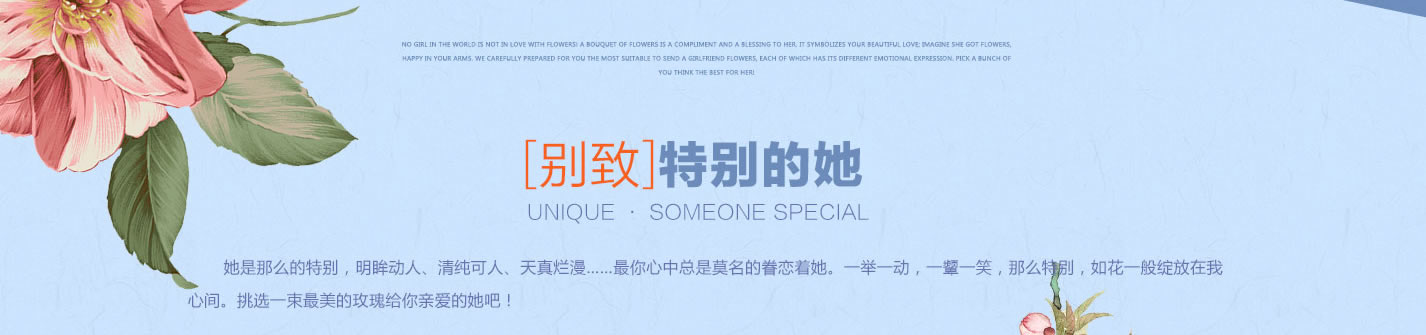 NO GIRL IN THE WORLD IS NOT IN LOVE WITH FLOWERS! A BOUQUET OF FLOWERS IS A COMPLIMENT AND A BLESSING TO HER. IT SYMBOLIZES YOUR BEAUTIFUL LOVE; IMAGINE SHE GOT FLOWERS,
HAPPY IN YOUR ARMS. WE CAREFULLY PREPARED FOR YOU THE MOST SUITABLE TO SEND A GIRLFRIEND FLOWERS, EACH OF WHICH HAS ITS DIFFERENT EMOTIONAL EXPRESSION. PICK A BUNCH OF
YOU THINK THE BEST FOR HER!
[别致]特别的她
UNIQUE · SOMEONE SPECIAL
她是那么的特别，明眸动人、清纯可人、天真烂漫......最你心中总是莫名的眷恋着她。一举一动，一颦一笑，那么特别，如花一般绽放在我
心间。挑选一束最美的玫瑰给你亲爱的她吧！